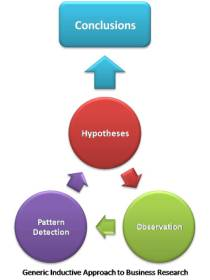 Conclusions
Hypotheses
Pattern
Detection
Observation
Generic Inductive Approach to Business Research